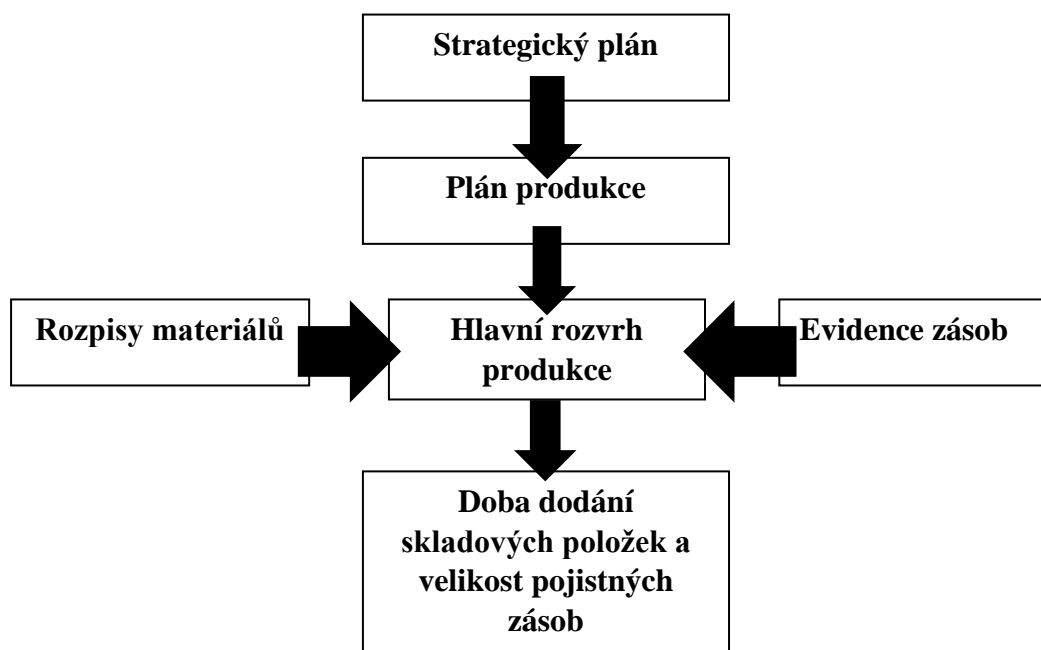 Strategický plán
Plán produkce
Rozpisy materiálů
Hlavní rozvrh
produkce
Evidence zásob
Doba dodání
skladových položek a
velikost pojistných
zásob